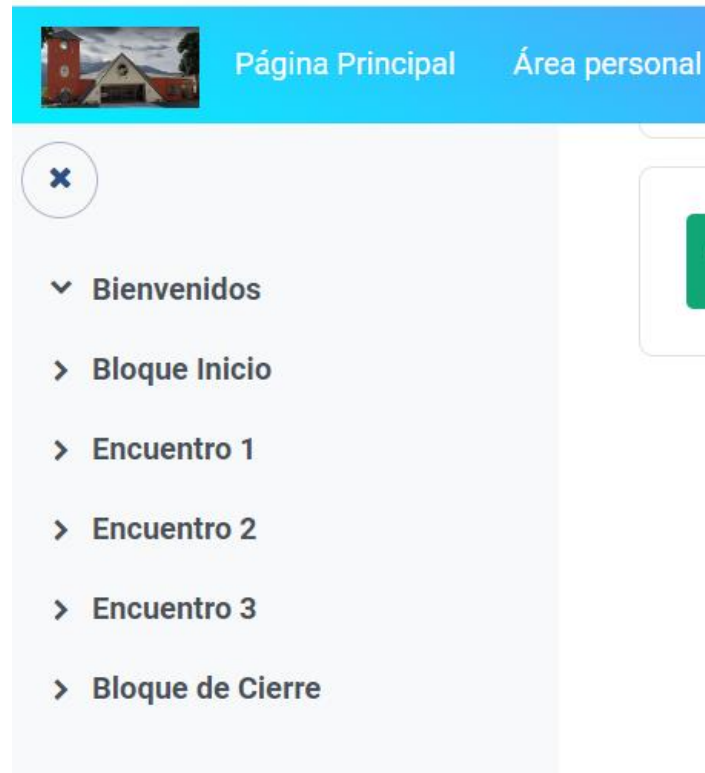 Página Principal Área personal
Bienvenidos
Bloque Inicio
Encuentro 1
Encuentro 2
Encuentro 3
Bloque de Cierre